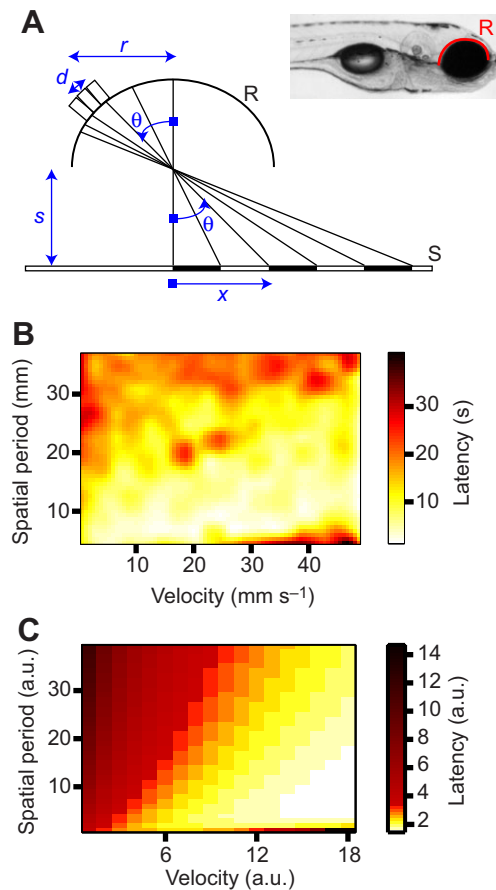 A
r
d
R
R
θ
θ
s
S
x
B
Spatial period (mm)
30
20
10
10 20 30 40
Velocity (mm s–1)
30
20
10
Latency (s)
C
Spatial period (a.u.)
30
20
10
6 12 18
Velocity (a.u.)
14
12
10
8
6
4
2
Latency (a.u.)